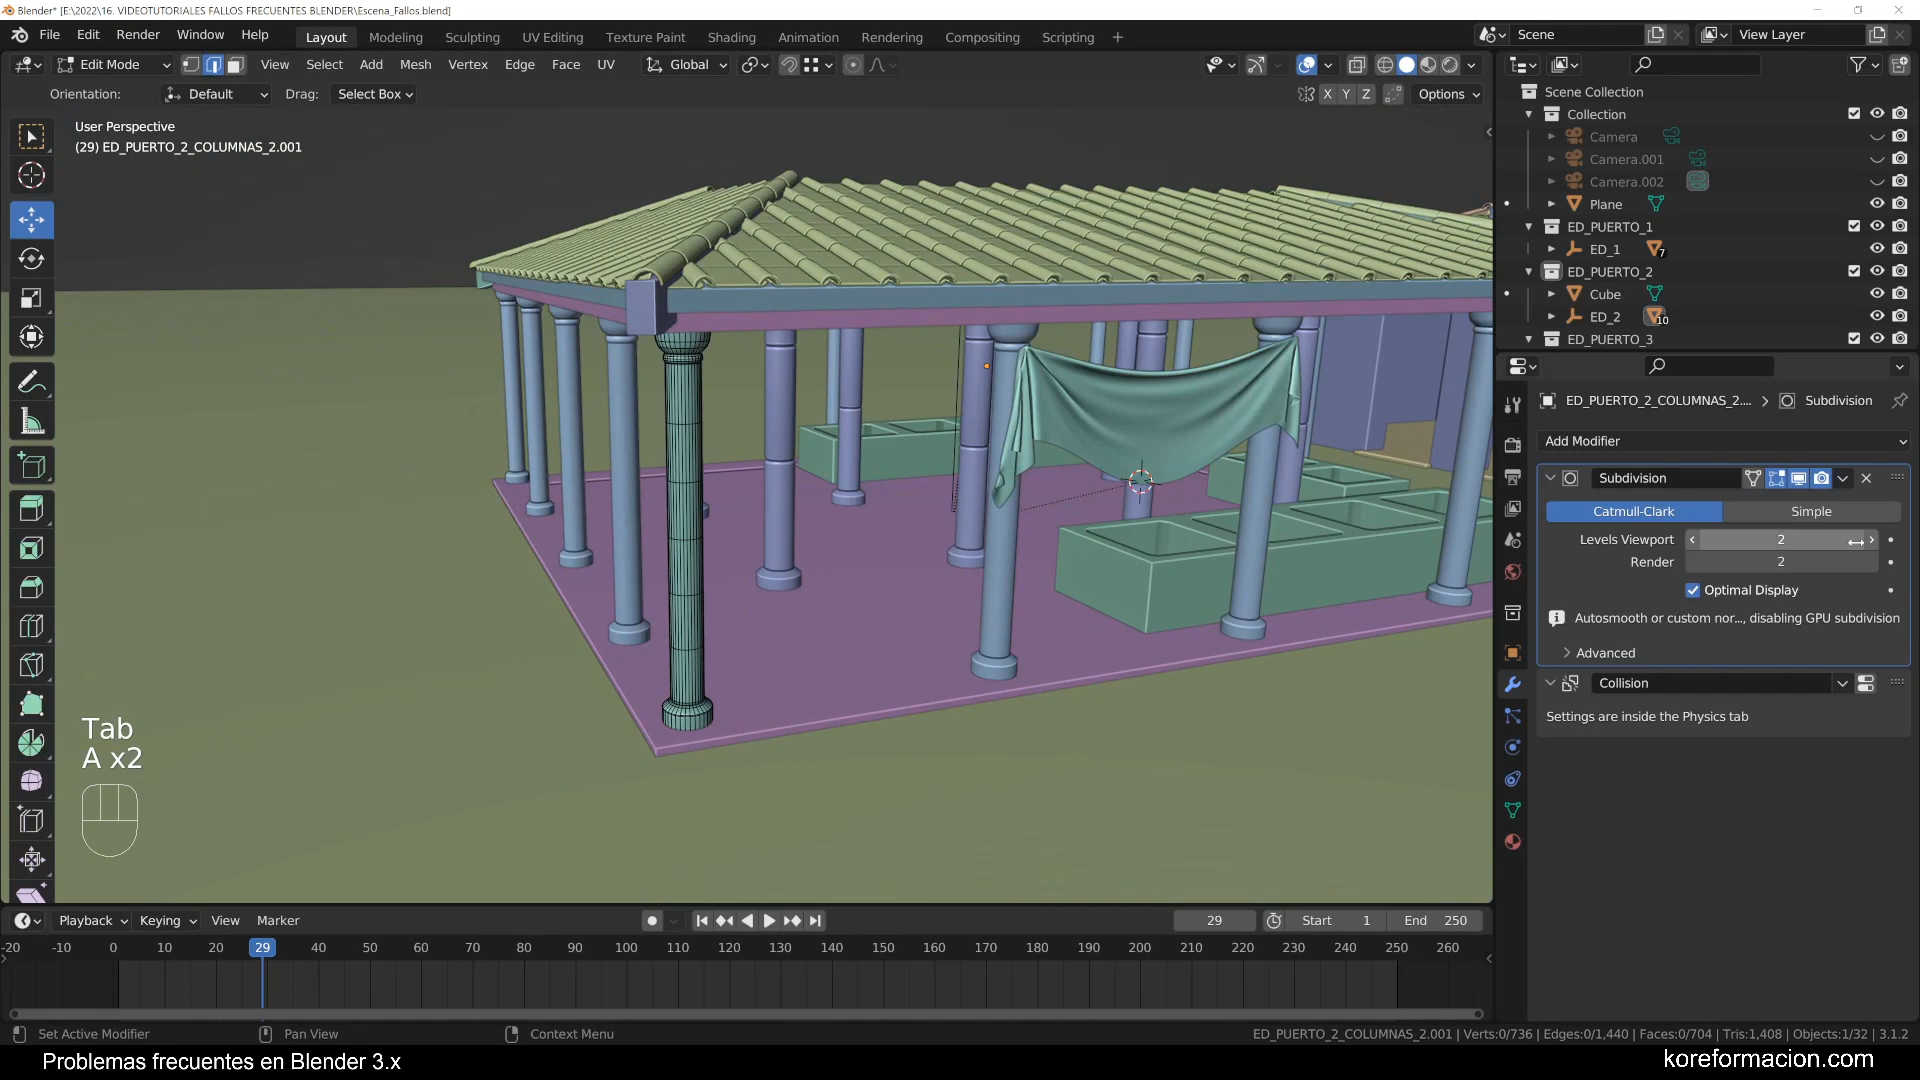 Blender* [E:\2022\16. VIDEOTUTORIALES FALLOS FRECUENTES BLENDER\Escena_Fallos.blend]
File Edit Render Window Help Layout Modeling Sculpting UV Editing Texture Paint Shading Animation Rendering Compositing Scripting + Scene View Layer
Edit Mode View Select Add Mesh Vertex Edge Face UV Global
Orientation: Default Drag: Select Box X Y Z Options
User Perspective
(29) ED_PUERTO_2_COLUMNAS_2.001
Scene Collection
Collection
Camera
Camera.001
Camera.002
Plane
ED_PUERTO_1
ED_1 7
ED_PUERTO_2
Cube
ED_2 10
ED_PUERTO_3
ED_PUERTO_2_COLUMNAS_2.... > Subdivision
Add Modifier
Subdivision
Catmull-Clark Simple
Levels Viewport 2
Render 2
Optimal Display
Autosmooth or custom nor..., disabling GPU subdivision
Advanced
Collision
Settings are inside the Physics tab
Tab
A x2
Playback Keying View Marker 29 Start 1 End 250
-20 -10 0 10 20 29 40 50 60 70 80 90 100 110 120 130 140 150 160 170 180 190 200 210 220 230 240 250 260
Set Active Modifier Pan View Context Menu ED_PUERTO_2_COLUMNAS_2.001 | Verts:0/736 | Edges:0/1,440 | Faces:0/704 | Tris:1,408 | Objects:1/32 | 3.1.2
Problemas frecuentes en Blender 3.x koreformacion.com